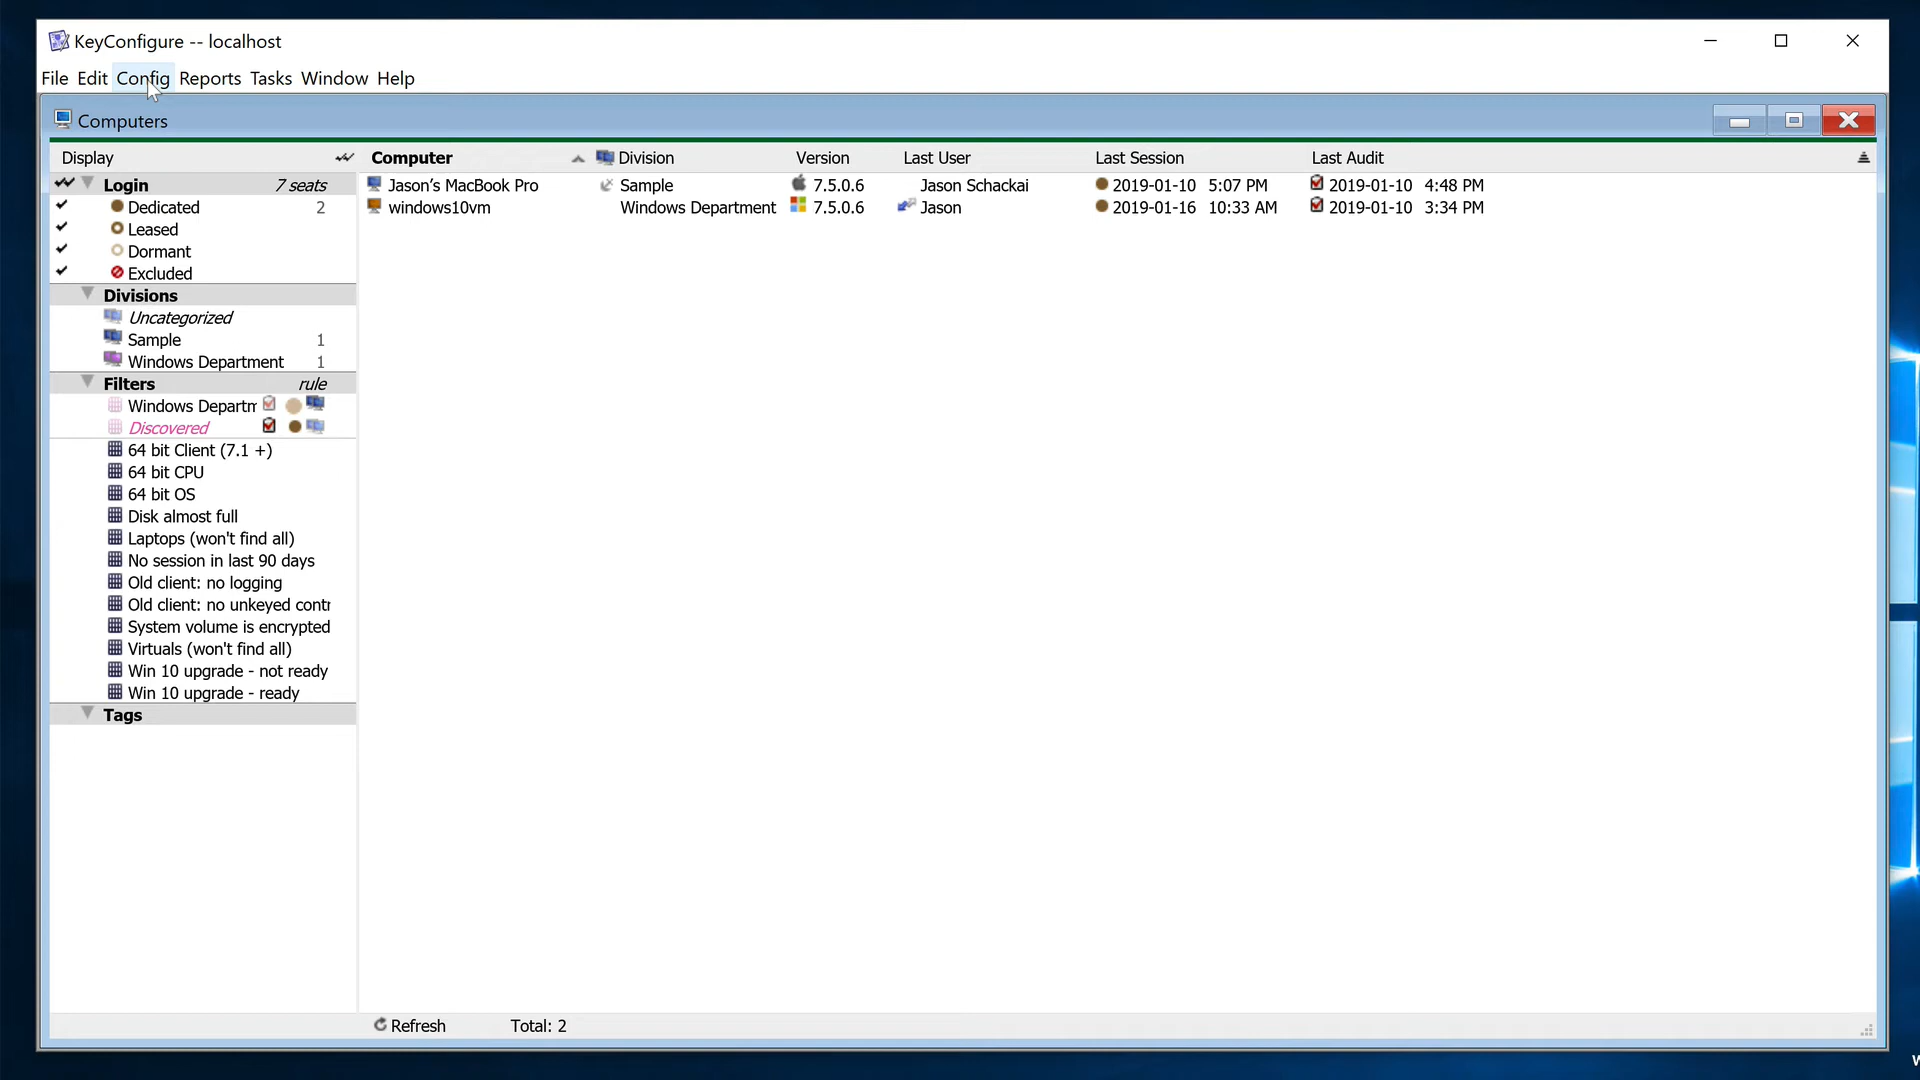 KeyConfigure -- localhost
File Edit Config Reports Tasks Window Help
Computers
Display Computer Division Version Last User Last Session Last Audit
Login 7 seats
Jason's MacBook Pro Sample 7.5.0.6 Jason Schackai 2019-01-10 5:07 PM 2019-01-10 4:48 PM
Dedicated 2
windows10vm Windows Department 7.5.0.6 Jason 2019-01-16 10:33 AM 2019-01-10 3:34 PM
Leased
Dormant
Excluded
Divisions
Uncategorized
Sample 1
Windows Department 1
Filters rule
Windows Departm
Discovered
64 bit Client (7.1 +)
64 bit CPU
64 bit OS
Disk almost full
Laptops (won't find all)
No session in last 90 days
Old client: no logging
Old client: no unkeyed contr
System volume is encrypted
Virtuals (won't find all)
Win 10 upgrade - not ready
Win 10 upgrade - ready
Tags
Refresh Total: 2